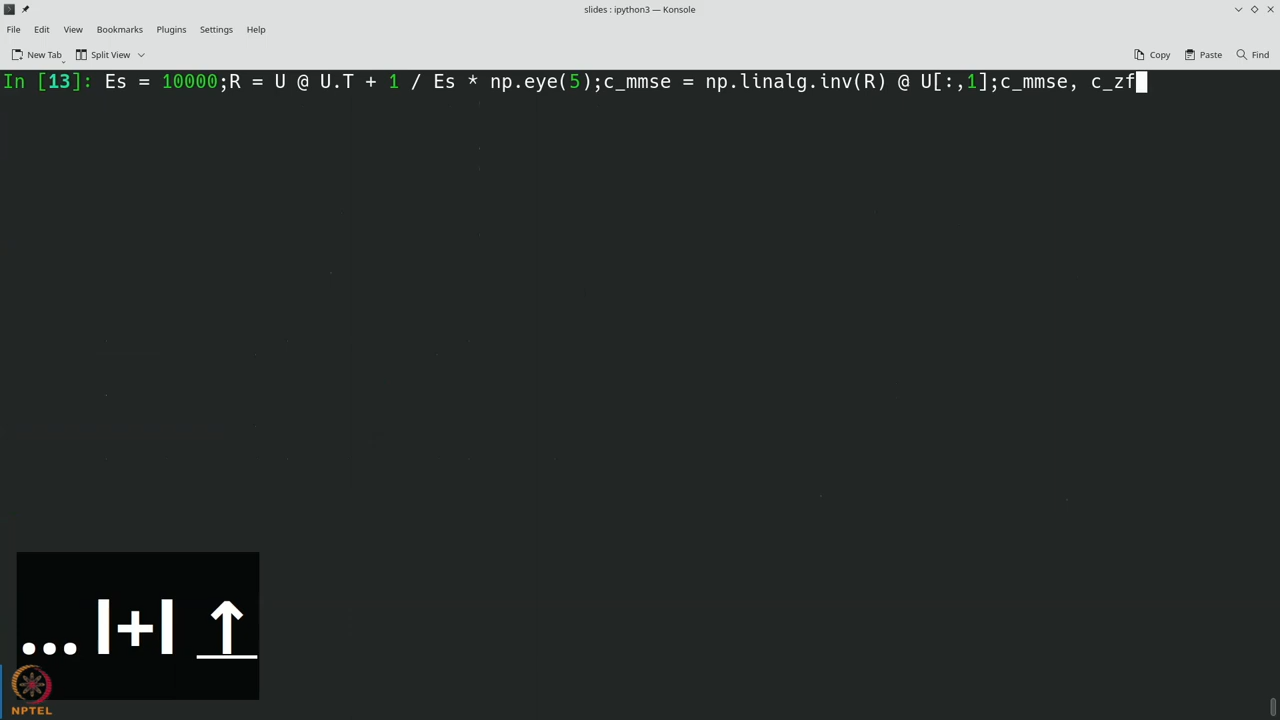 slides : ipython3 — Konsole
File Edit View Bookmarks Plugins Settings Help
New Tab Split View Copy Paste Find
In [13]: Es = 10000;R = U @ U.T + 1 / Es * np.eye(5);c_mmse = np.linalg.inv(R) @ U[:,1];c_mmse, c_zf
... l+l ↑
NPTEL